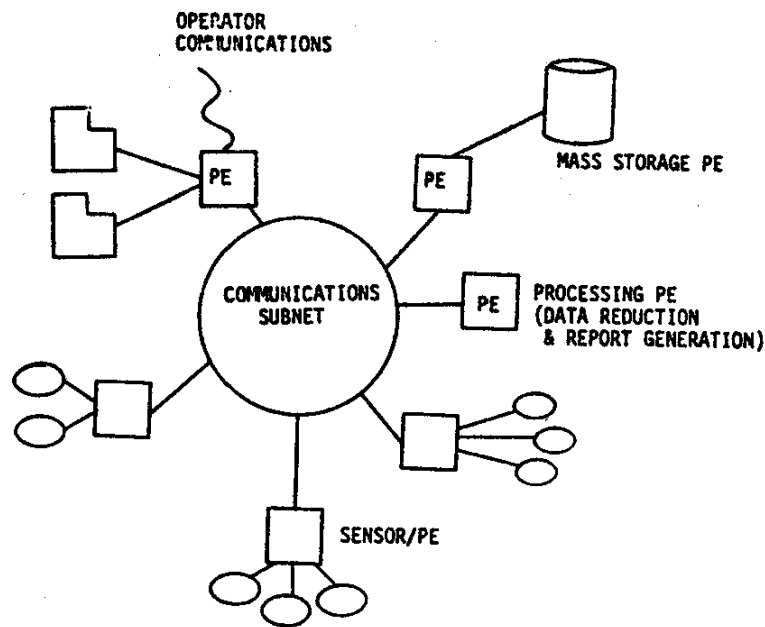 OPERATOR
COMMUNICATIONS
PE
PE
MASS STORAGE PE
COMMUNICATIONS
SUBNET
PE
PROCESSING PE
(DATA REDUCTION
& REPORT GENERATION)
SENSOR/PE